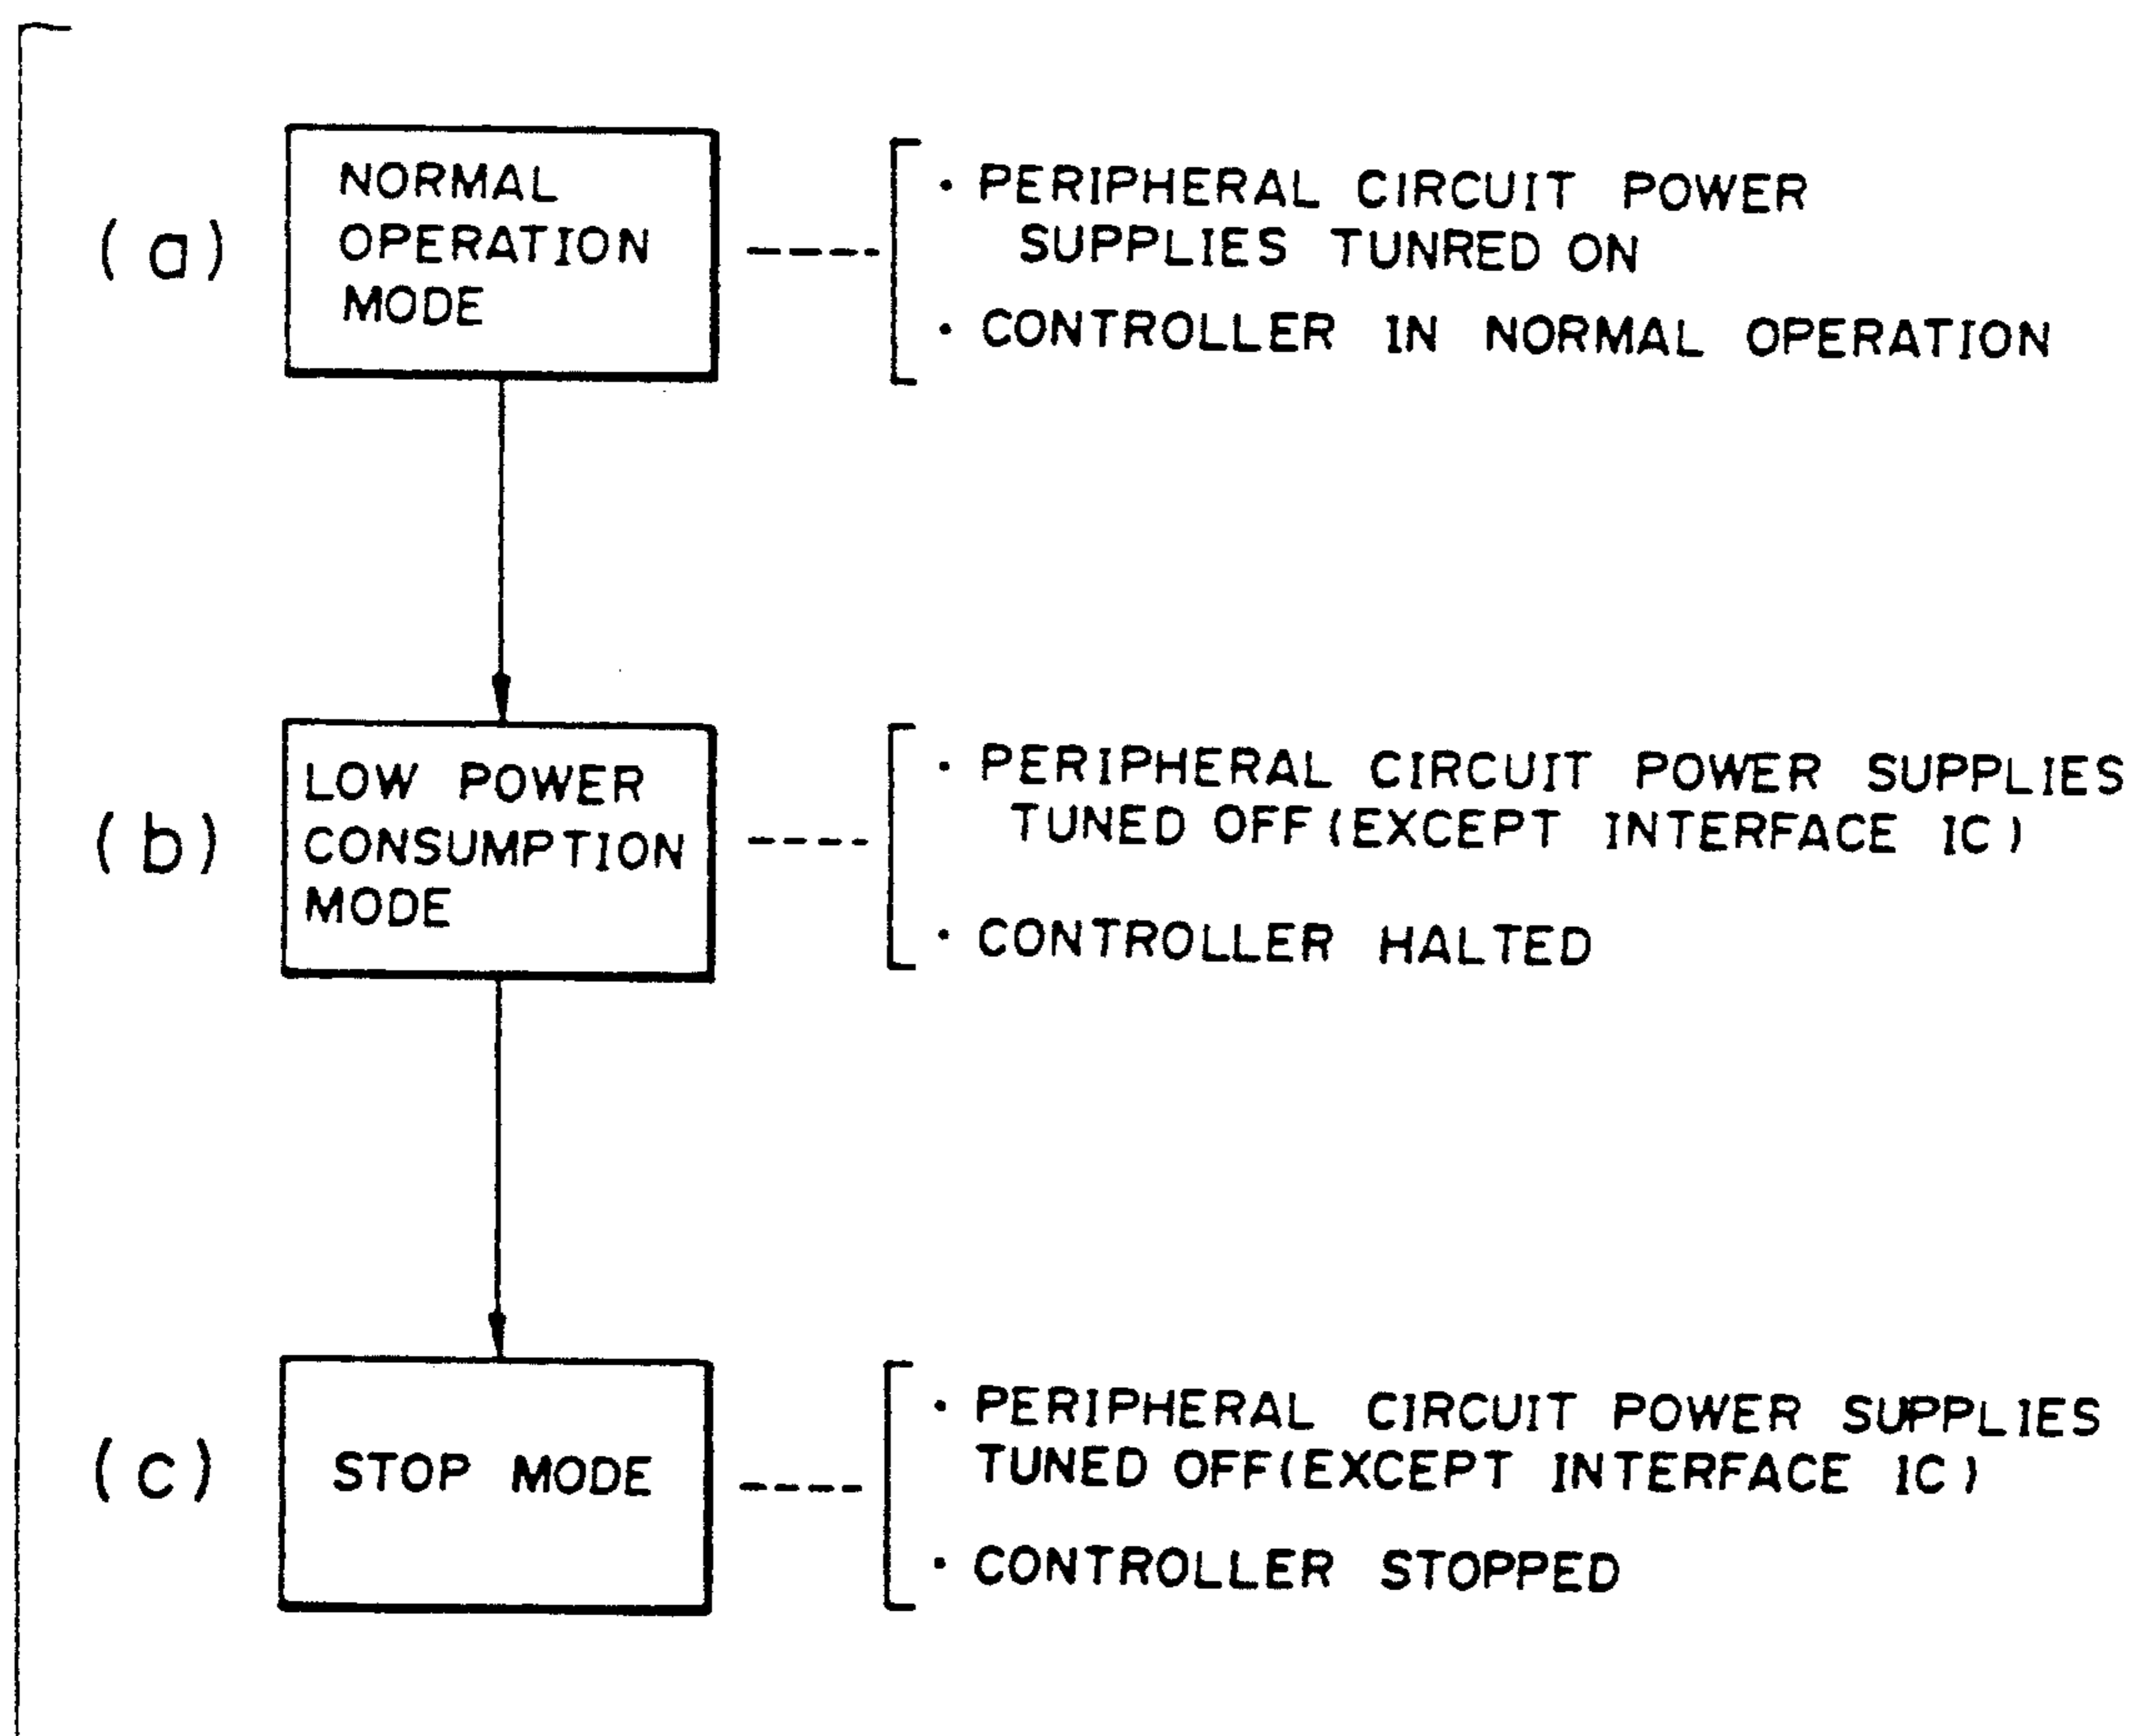 (a)
NORMAL
OPERATION
MODE
• PERIPHERAL CIRCUIT POWER
SUPPLIES TUNRED ON
• CONTROLLER IN NORMAL OPERATION
(b)
LOW POWER
CONSUMPTION
MODE
• PERIPHERAL CIRCUIT POWER SUPPLIES
TUNED OFF (EXCEPT INTERFACE IC)
• CONTROLLER HALTED
(c)
STOP MODE
• PERIPHERAL CIRCUIT POWER SUPPLIES
TUNED OFF (EXCEPT INTERFACE IC)
• CONTROLLER STOPPED